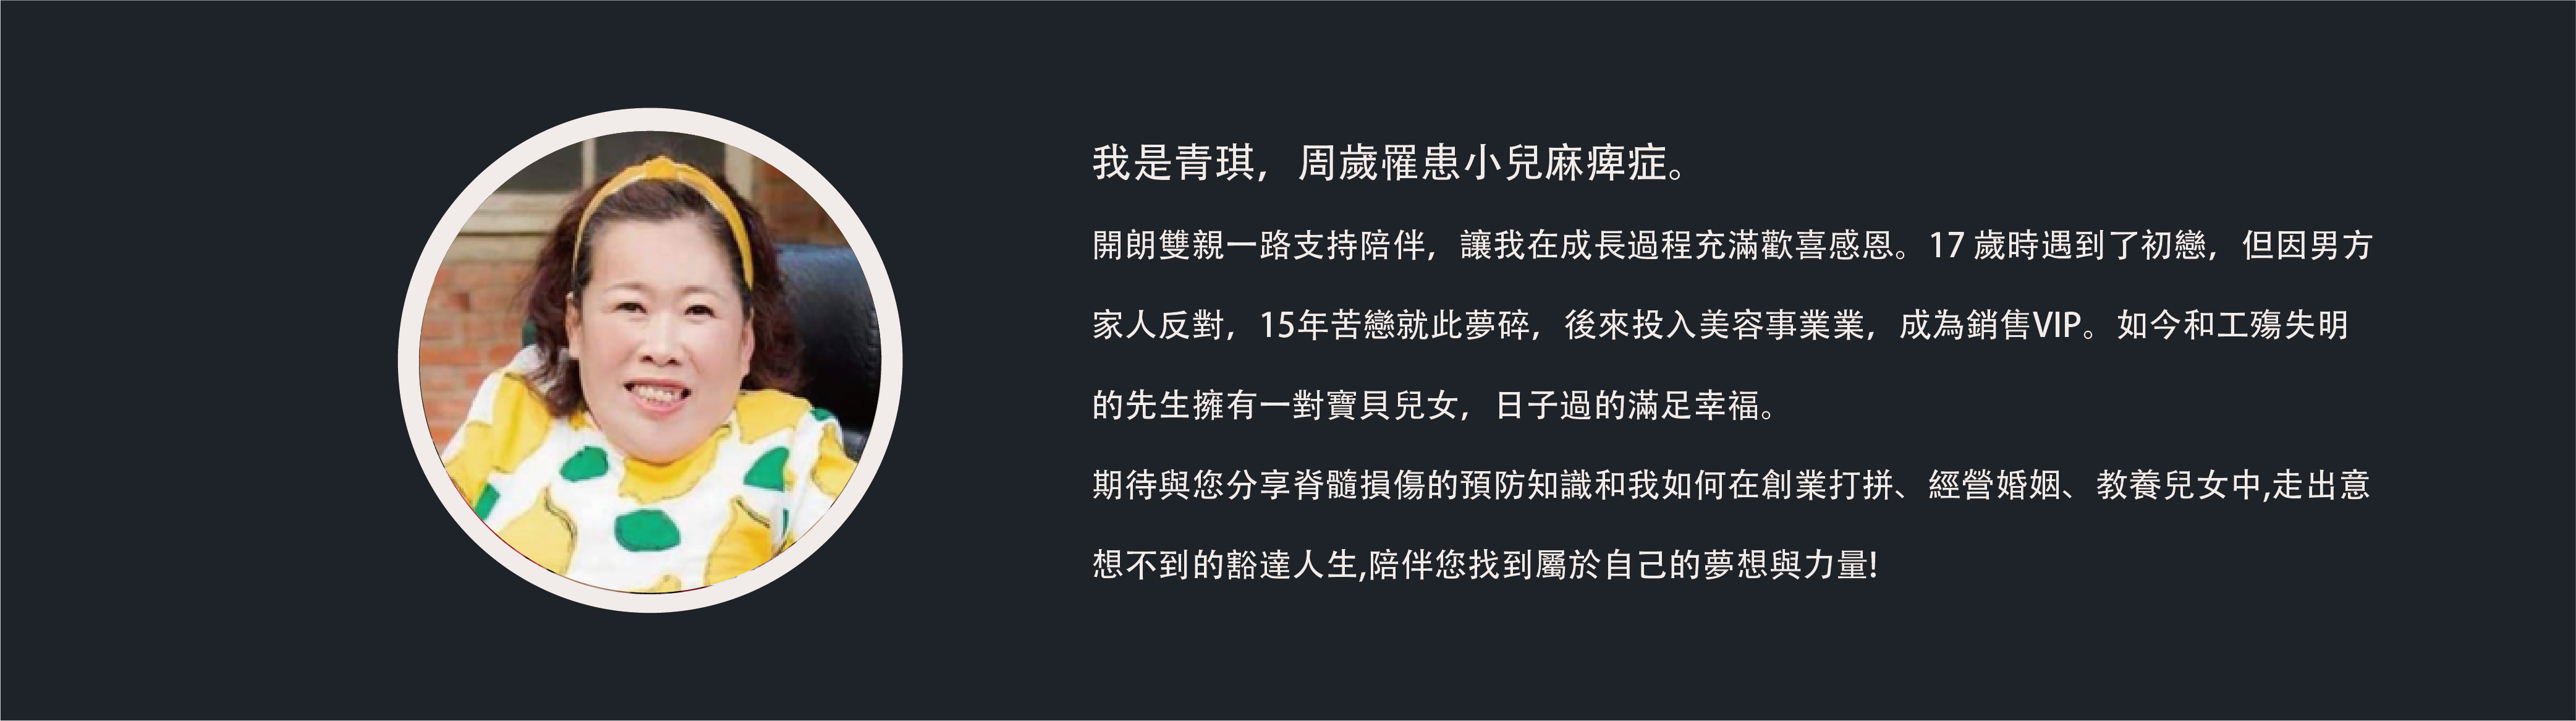 我是青琪，周歲罹患小兒麻痺症。
開朗雙親一路支持陪伴，讓我在成長過程充滿歡喜感恩。17 歲時遇到了初戀，但因男方
家人反對，15年苦戀就此夢碎，後來投入美容事業業，成為銷售VIP。如今和工殤失明
的先生擁有一對寶貝兒女，日子過的滿足幸福。
期待與您分享脊髓損傷的預防知識和我如何在創業打拼、經營婚姻、教養兒女中,走出意
想不到的豁達人生,陪伴您找到屬於自己的夢想與力量!